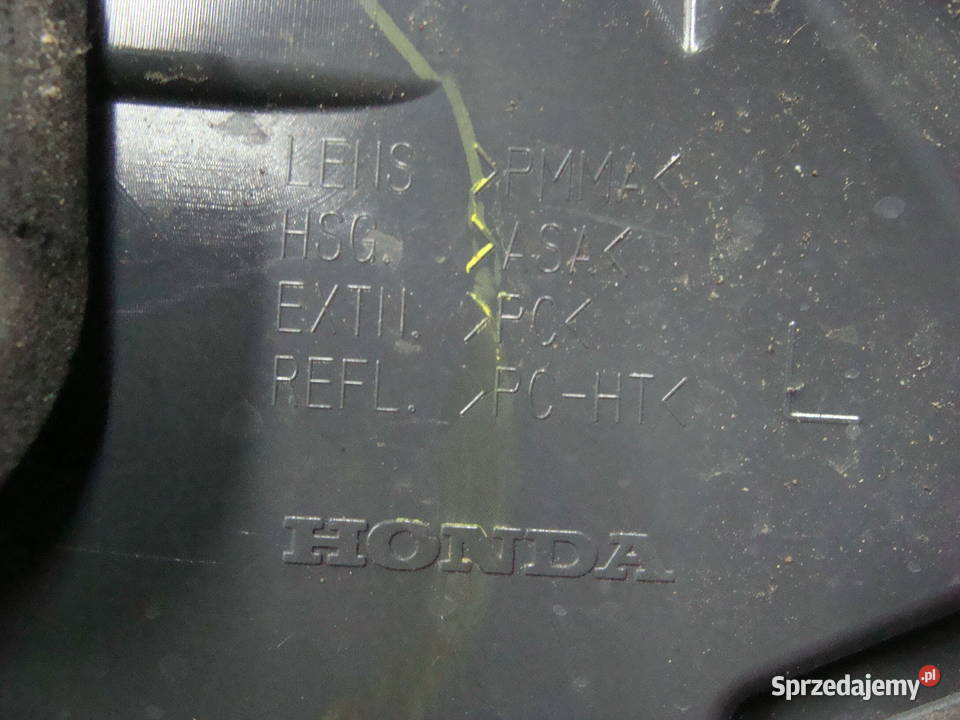 LENS >PMMA<
HSG. >ASA<
EXTN. >PC<
REFL. >PC-HT<
L
HONDA
Sprzedajemy.pl